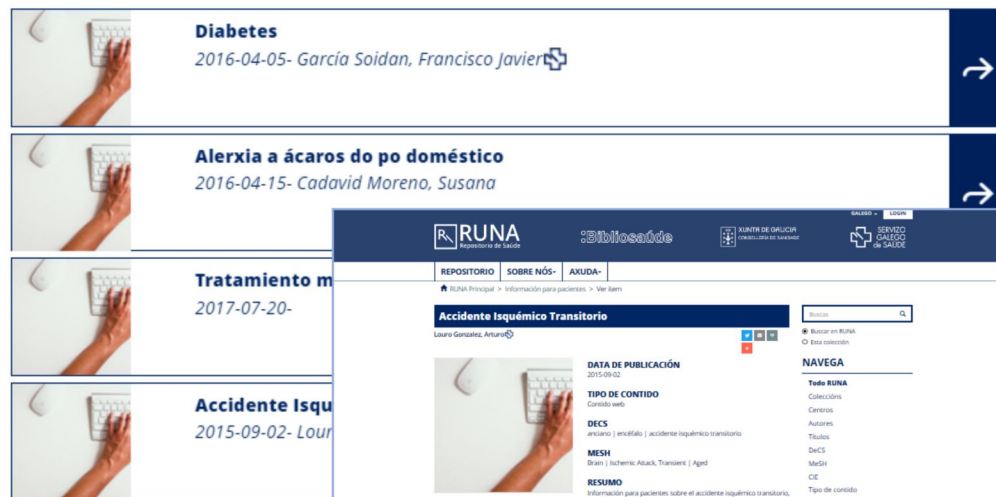 Diabetes
2016-04-05- García Soidan, Francisco Javier
Alerxia a ácaros do po doméstico
2016-04-15- Cadavid Moreno, Susana
Tratamiento m
2017-07-20-
Accidente Isqu
2015-09-02- Lour
GALEGO LOGIN
RUNA
Repositorio de Saúde
Bibliosaúde
XUNTA DE GALICIA
CONSELLERÍA DE SANIDADE
SERVIZO
GALEGO
de SAÚDE
REPOSITORIO SOBRE NÓS AXUDA
RUNA Principal > Información para pacientes > Ver ítem
Accidente Isquémico Transitorio
Louro Gonzalez, Arturo
DATA DE PUBLICACIÓN
2015-09-02
TIPO DE CONTIDO
Contido web
DECS
anciano | encéfalo | accidente isquémico transitorio
MESH
Brain | Ischemic Attack, Transient | Aged
RESUMO
Información para pacientes sobre el accidente isquémico transitorio,
Buscar
Buscar en RUNA
Esta colección
NAVEGA
Todo RUNA
Coleccións
Centros
Autores
Títulos
DeCS
MeSH
CIE
Tipo de contido